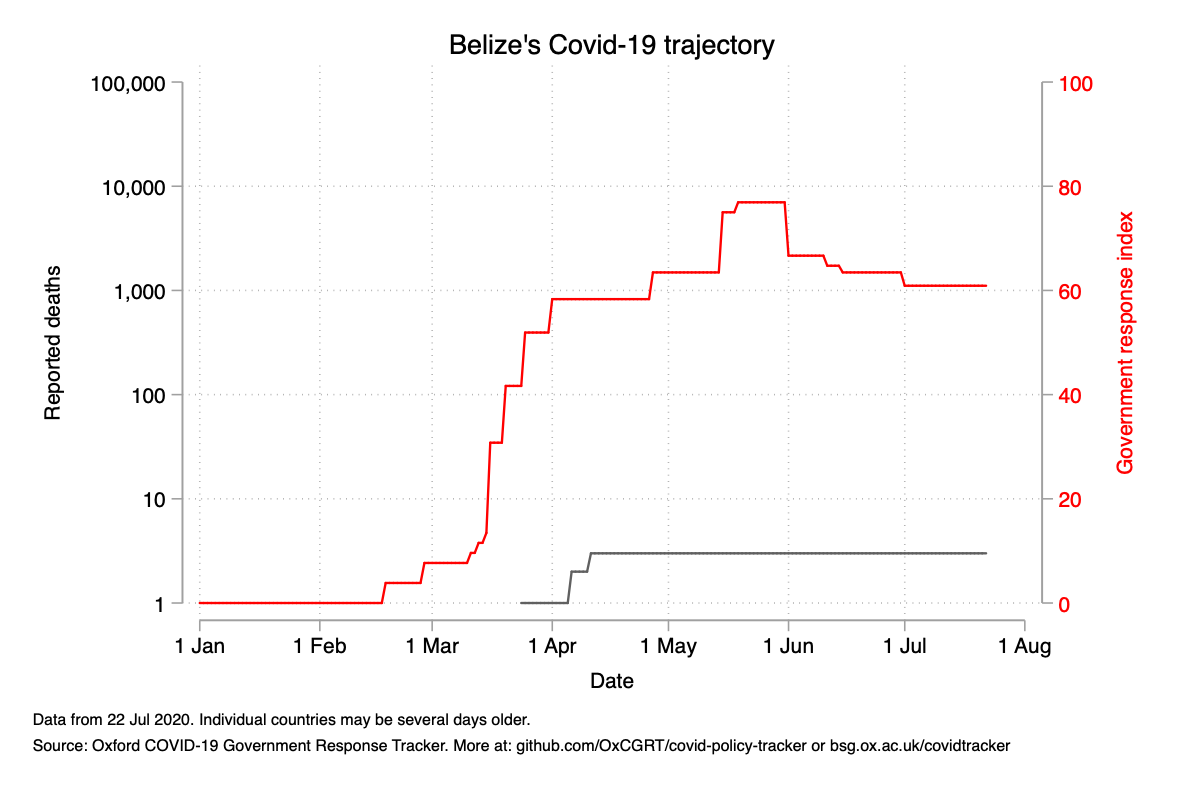 Belize's Covid-19 trajectory
100,000
10,000
1,000
100
10
1
Reported deaths
100
80
60
40
20
0
Government response index
1 Jan 1 Feb 1 Mar 1 Apr 1 May 1 Jun 1 Jul 1 Aug
Date
Data from 22 Jul 2020. Individual countries may be several days older.
Source: Oxford COVID-19 Government Response Tracker. More at: github.com/OxCGRT/covid-policy-tracker or bsg.ox.ac.uk/covidtracker